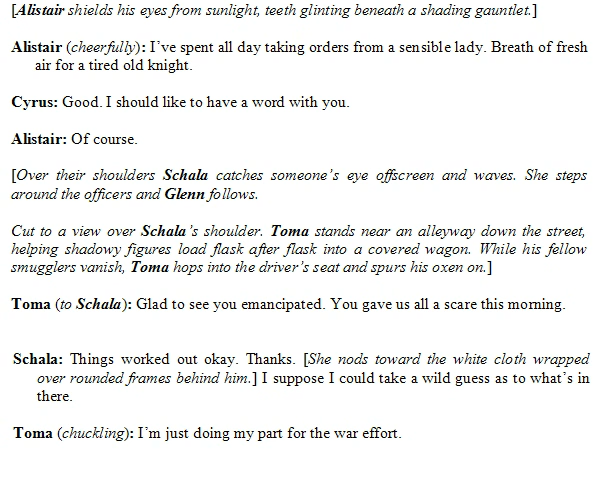 [Alistair shields his eyes from sunlight, teeth glinting beneath a shading gauntlet.]
Alistair (cheerfully): I've spent all day taking orders from a sensible lady. Breath of fresh
air for a tired old knight.
Cyrus: Good. I should like to have a word with you.
Alistair: Of course.
[Over their shoulders Schala catches someone's eye offscreen and waves. She steps
around the officers and Glenn follows.
Cut to a view over Schala's shoulder. Toma stands near an alleyway down the street,
helping shadowy figures load flask after flask into a covered wagon. While his fellow
smugglers vanish, Toma hops into the driver's seat and spurs his oxen on.]
Toma (to Schala): Glad to see you emancipated. You gave us all a scare this morning.
Schala: Things worked out okay. Thanks. [She nods toward the white cloth wrapped
over rounded frames behind him.] I suppose I could take a wild guess as to what's in
there.
Toma (chuckling): I'm just doing my part for the war effort.